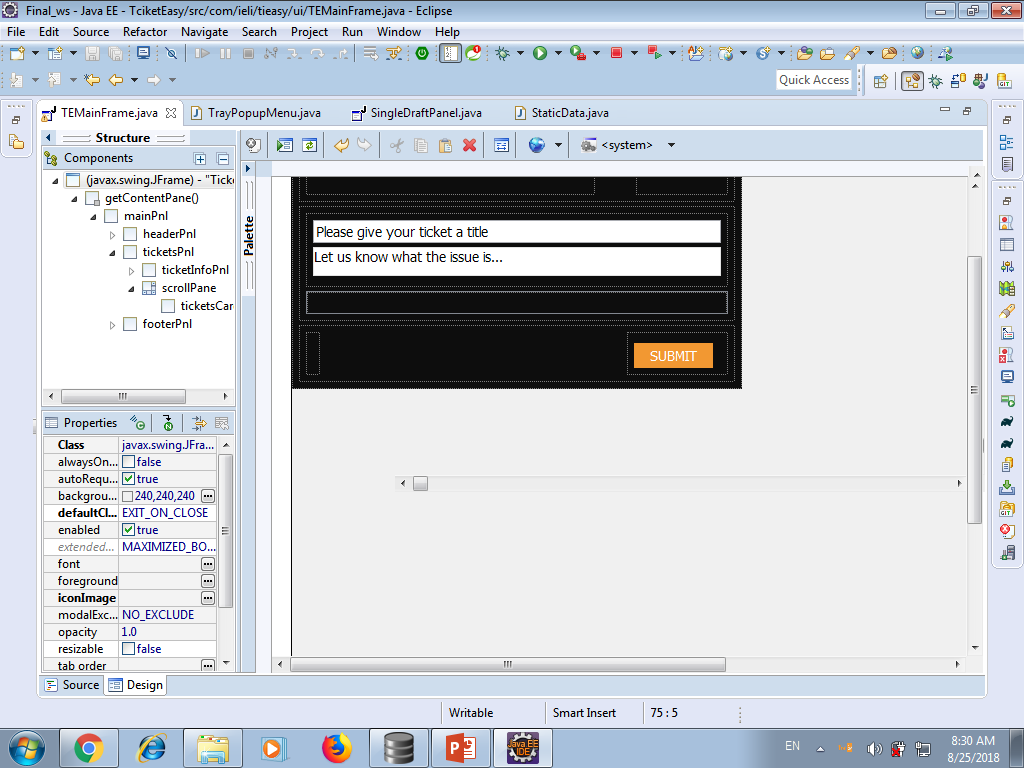 Final_ws - Java EE - TciketEasy/src/com/ieli/tieasy/ui/TEMainFrame.java - Eclipse
File Edit Source Refactor Navigate Search Project Run Window Help
Quick Access
TEMainFrame.java TrayPopupMenu.java SingleDraftPanel.java StaticData.java
Structure
<system>
Components
(javax.swing.JFrame) - "Ticke
getContentPane()
mainPnl
headerPnl
ticketsPnl
ticketInfoPnl
scrollPane
ticketsCar
footerPnl
Palette
Please give your ticket a title
Let us know what the issue is...
SUBMIT
Properties
Class javax.swing.JFra...
alwaysOn... false
autoRequ... true
backgrou... 240,240,240
defaultCl... EXIT_ON_CLOSE
enabled true
extended... MAXIMIZED_BO...
font
foreground
iconImage
modalExc... NO_EXCLUDE
opacity 1.0
resizable false
tab order
Source Design
Writable Smart Insert 75 : 5
EN
8:30 AM
8/25/2018
Java EE
IDE
GIT
GIT